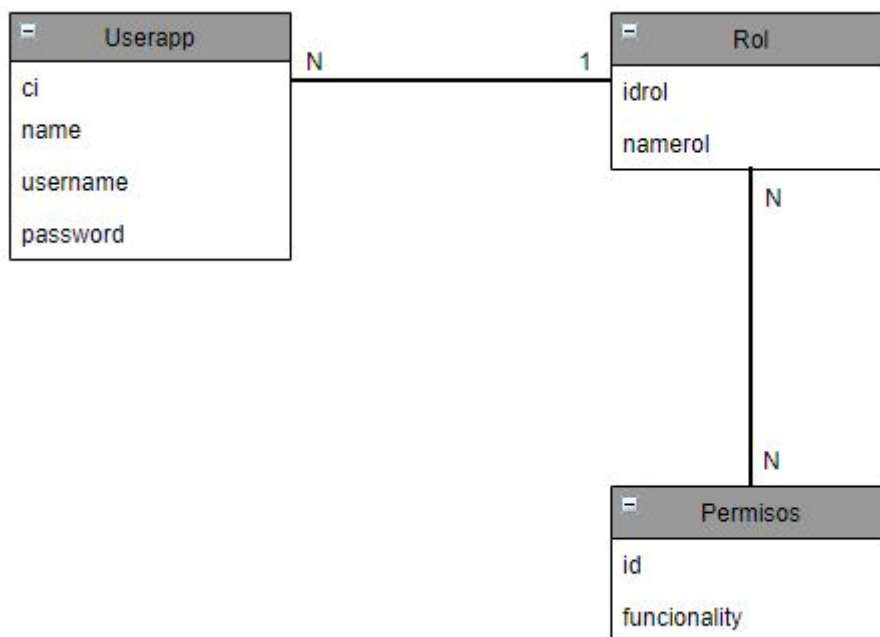 Userapp
ci
name
username
password
N
1
Rol
idrol
namerol
N
N
Permisos
id
funcionality